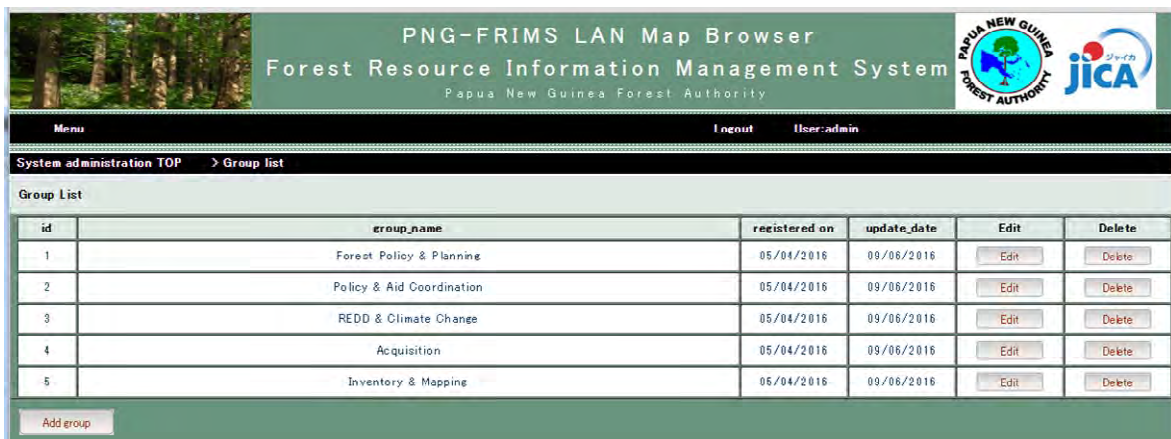 PNG-FRIMS LAN Map Browser
Forest Resource Information Management System
Papua New Guinea Forest Authority
PAPUA NEW GUINEA
FOREST AUTHORITY
ジャイカ
jica
Menu Logout User:admin
System administration TOP > Group list
Group List
id group_name registered on update_date Edit Delete
1 Forest Policy & Planning 05/04/2016 09/06/2016 Edit Delete
2 Policy & Aid Coordination 05/04/2016 09/06/2016 Edit Delete
3 REDD & Climate Change 05/04/2016 09/06/2016 Edit Delete
4 Acquisition 05/04/2016 09/06/2016 Edit Delete
5 Inventory & Mapping 05/04/2016 09/06/2016 Edit Delete
Add group